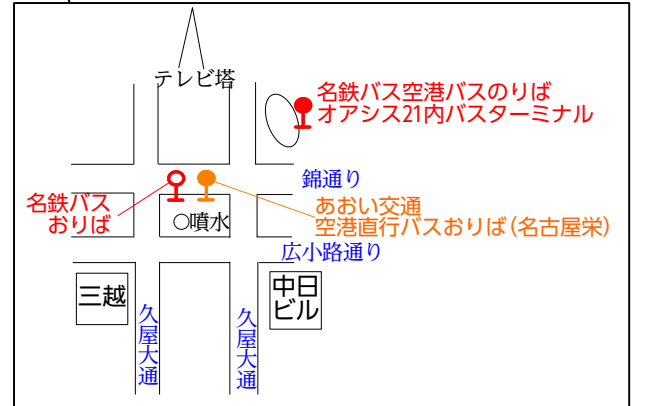 テレビ塔
名鉄バス空港バスのりば
オアシス21内バスターミナル
錦通り
名鉄バス
おりば
あおい交通
空港直行バスおりば(名古屋栄)
○噴水
広小路通り
三越
中日
ビル
久屋大通
久屋大通